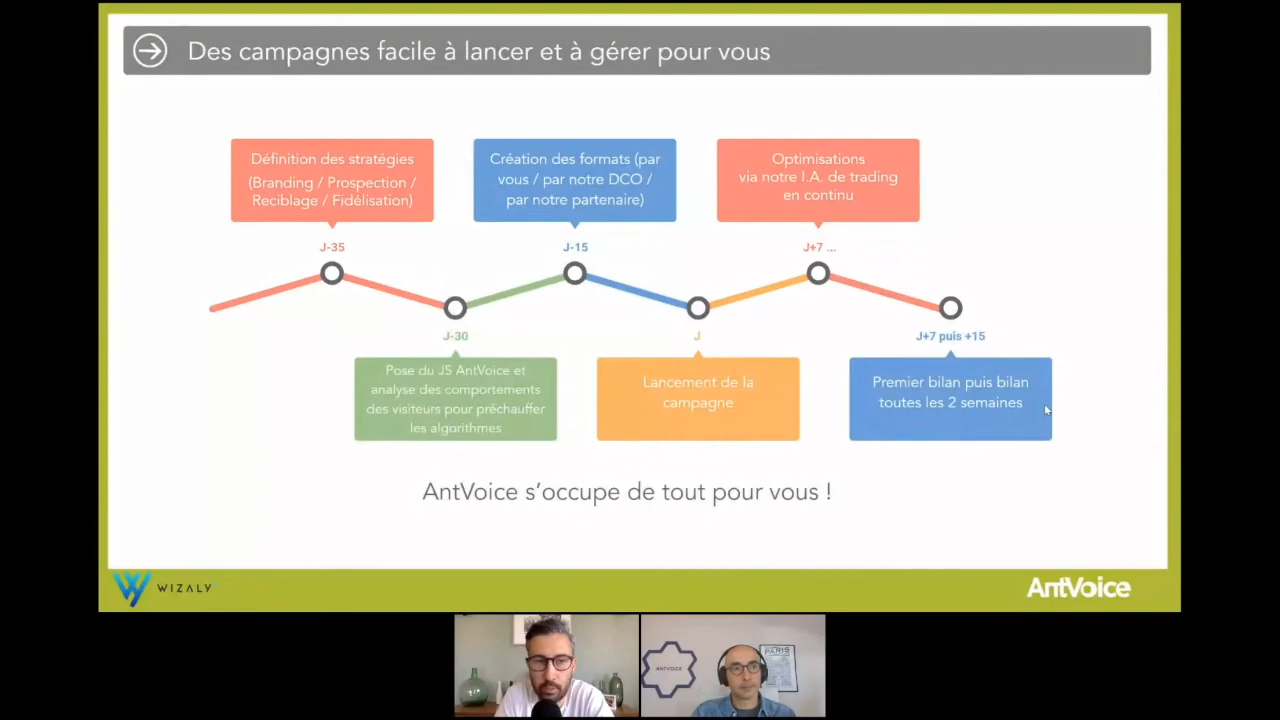 Des campagnes facile à lancer et à gérer pour vous
Définition des stratégies
(Branding / Prospection /
Reciblage / Fidélisation)
Création des formats (par
vous / par notre DCO /
par notre partenaire)
Optimisations
via notre I.A. de trading
en continu
J-35
J-15
J+7 ...
J-30
J
J+7 puis +15
Pose du JS AntVoice et
analyse des comportements
des visiteurs pour préchauffer
les algorithmes
Lancement de la
campagne
Premier bilan puis bilan
toutes les 2 semaines
AntVoice s'occupe de tout pour vous !
WIZALY
AntVoice
ANTVOICE
PARIS